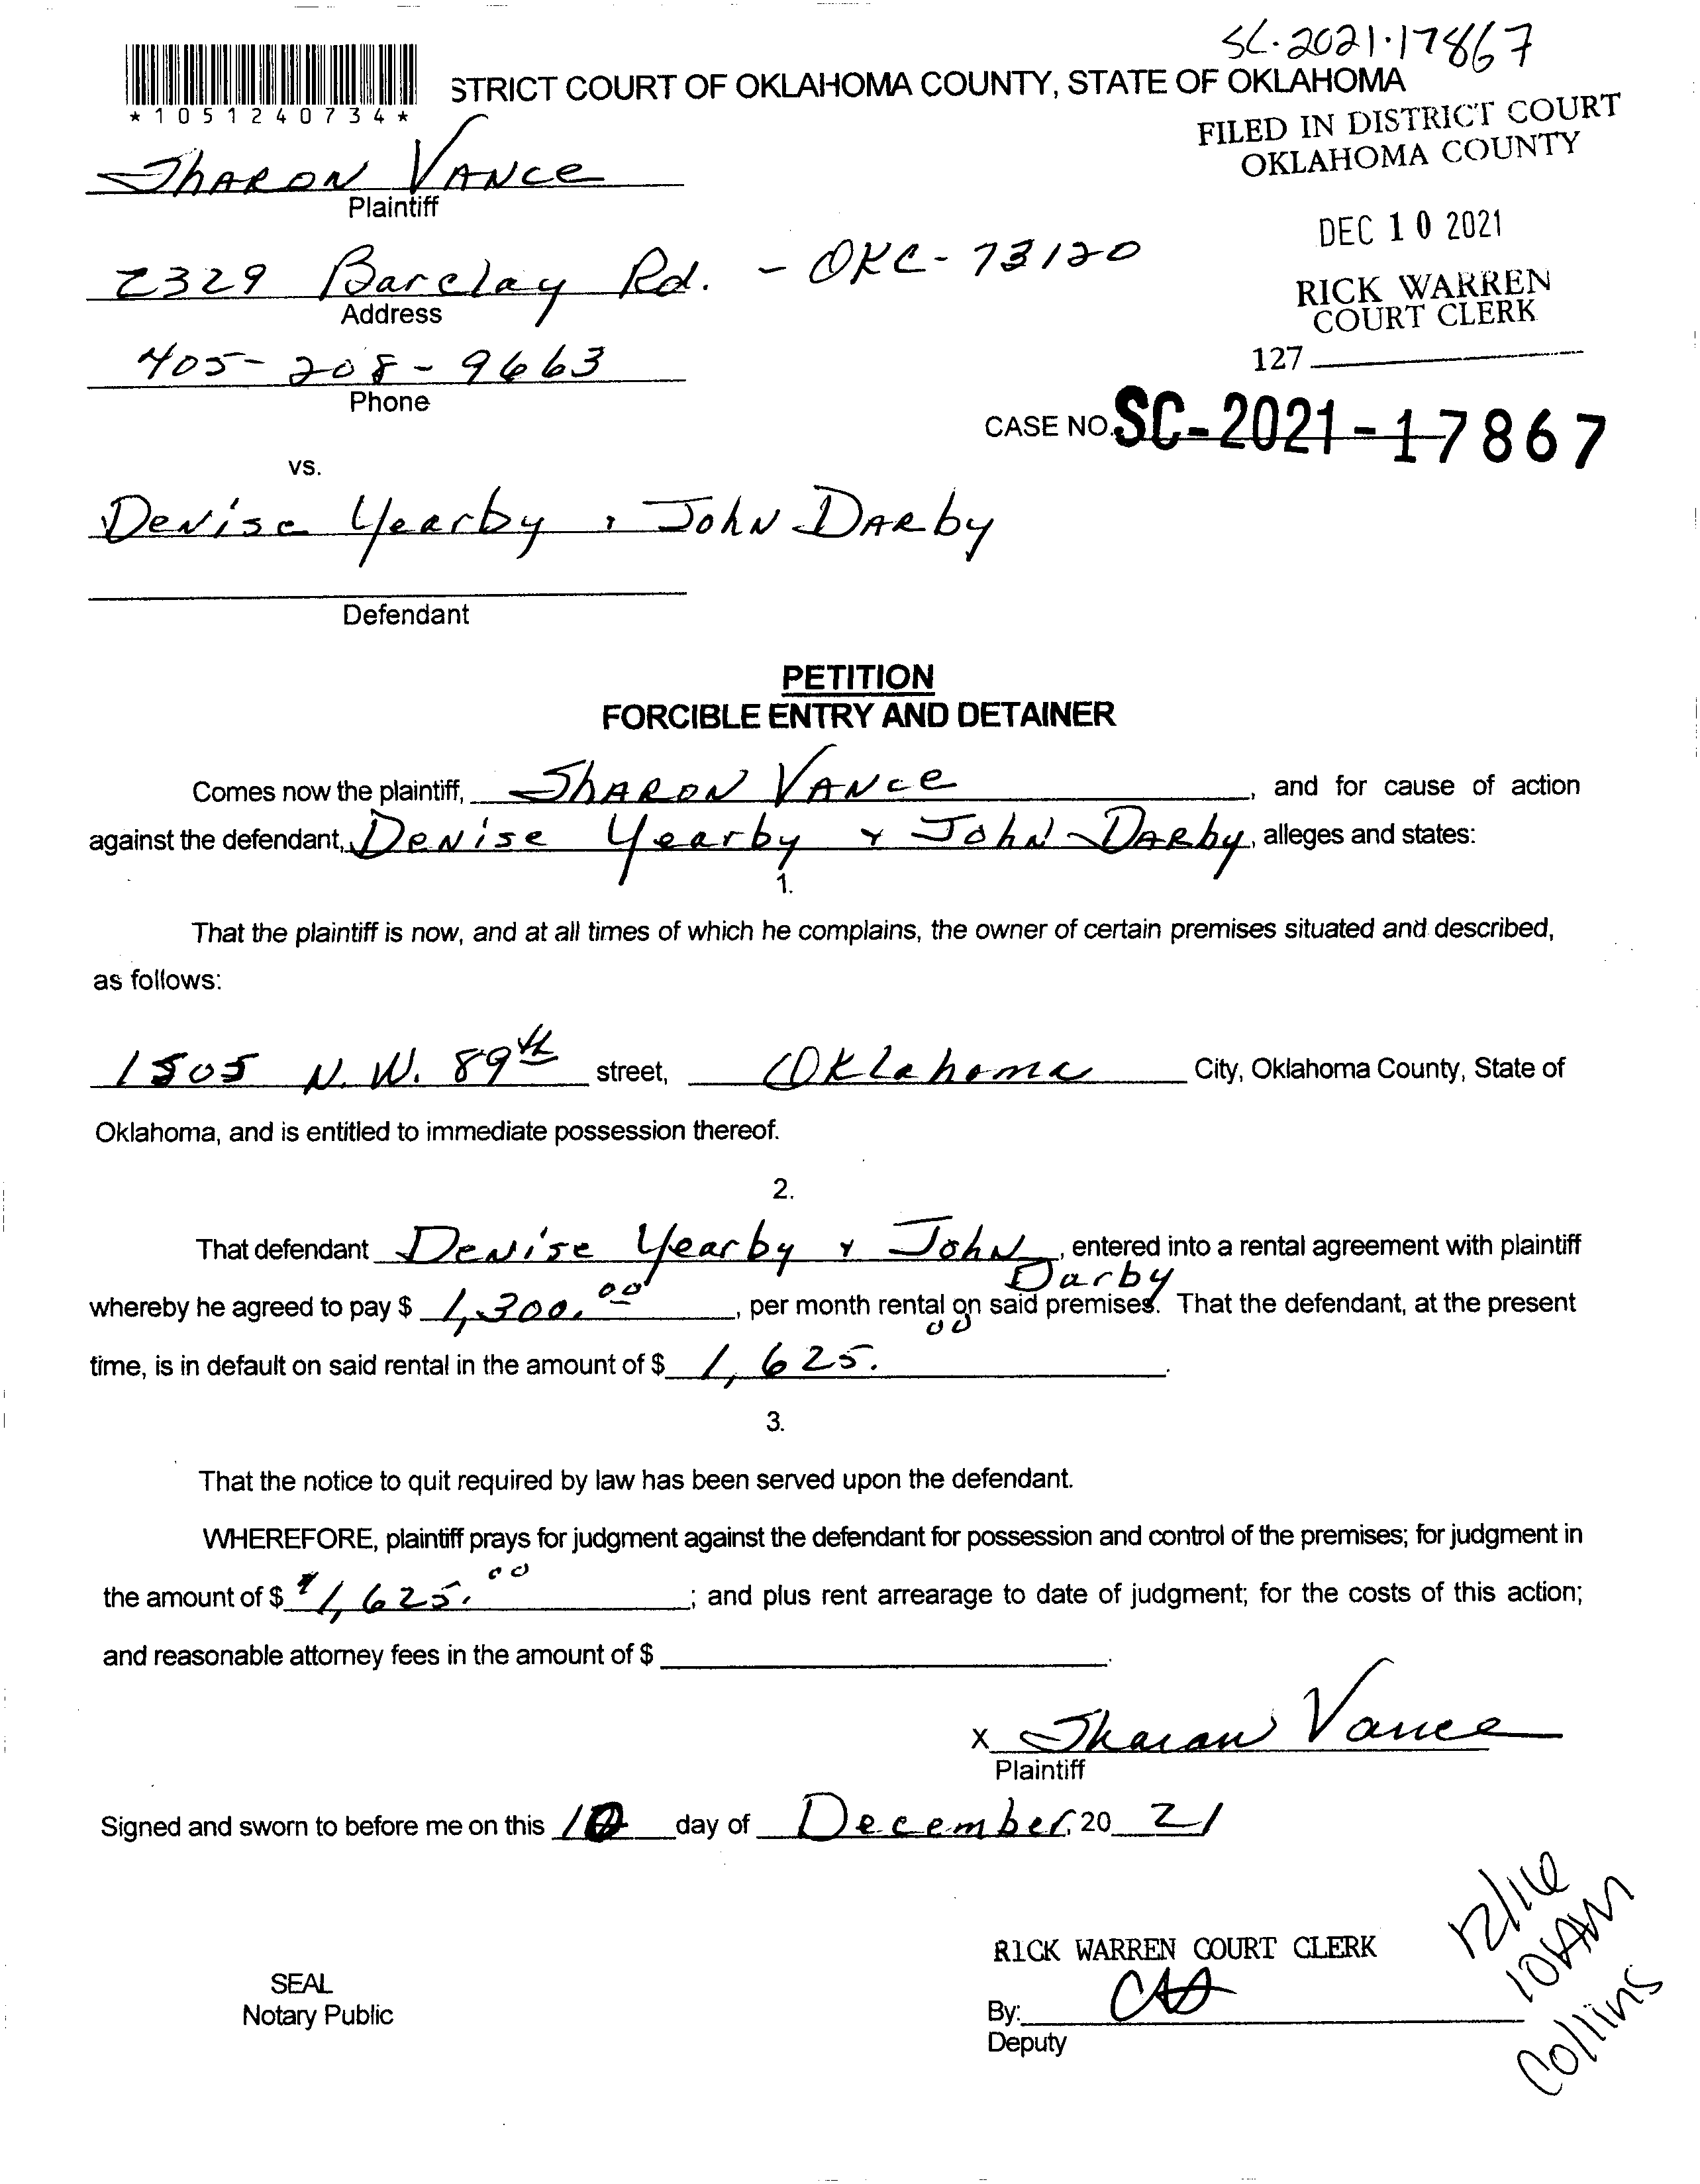 SC-2021-17867
STRICT COURT OF OKLAHOMA COUNTY, STATE OF OKLAHOMA
*1051240734*
FILED IN DISTRICT COURT
OKLAHOMA COUNTY
SHARON VANCE
Plaintiff
DEC 10 2021
2329 Barclay Rd. - OKC- 73120
Address
RICK WARREN
COURT CLERK
405-208-9663
Phone
127
CASE NO. SC-2021-17867
vs.
Denise Yearby , John Darby
Defendant
PETITION
FORCIBLE ENTRY AND DETAINER
Comes now the plaintiff, Sharon Vance, and for cause of action
against the defendant, Denise Yearby & John Darby, alleges and states:
1.
That the plaintiff is now, and at all times of which he complains, the owner of certain premises situated and described,
as follows:
1505 N.W. 89th street, Oklahoma City, Oklahoma County, State of
Oklahoma, and is entitled to immediate possession thereof.
2.
That defendant Denise Yearby & John Darby, entered into a rental agreement with plaintiff
whereby he agreed to pay $ 1,300.00, per month rental on said premises. That the defendant, at the present
time, is in default on said rental in the amount of $ 1,625.00.
3.
That the notice to quit required by law has been served upon the defendant.
WHEREFORE, plaintiff prays for judgment against the defendant for possession and control of the premises; for judgment in
the amount of $ 1,625.00; and plus rent arrearage to date of judgment; for the costs of this action;
and reasonable attorney fees in the amount of $
X Sharon Vance
Plaintiff
Signed and sworn to before me on this 10 day of December, 20 21
12/16
10AM
Collins
RICK WARREN COURT CLERK
SEAL
Notary Public
By:
Deputy